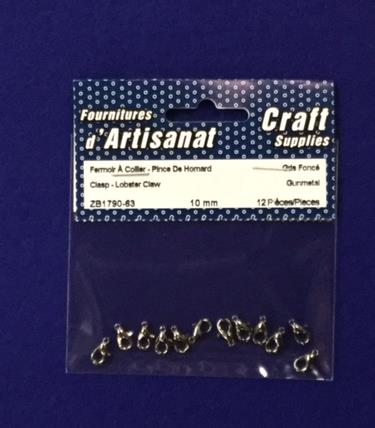 Fournitures
d'Artisanat
Craft
Supplies
Fermoir À Collier - Pince De Homard Gris Foncé
Clasp - Lobster Claw Gunmetal
ZB1790-63 10 mm 12 Pièces/Pieces